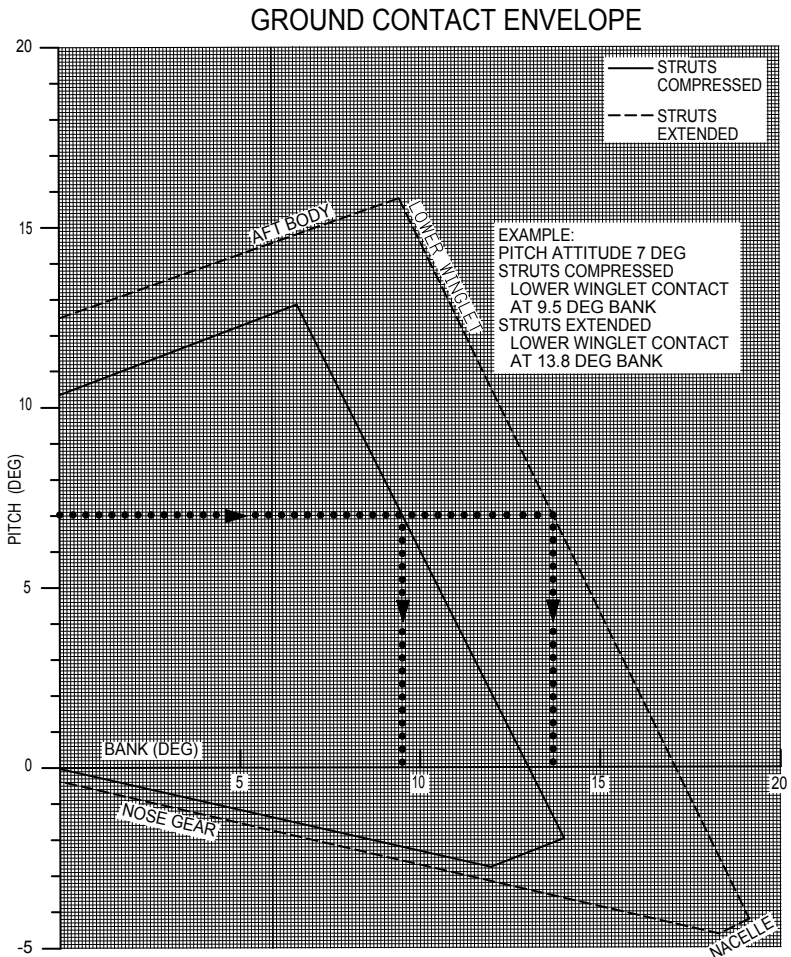 GROUND CONTACT ENVELOPE
20
STRUTS
COMPRESSED
STRUTS
EXTENDED
15
AFT BODY
LOWER WINGLET
EXAMPLE:
PITCH ATTITUDE 7 DEG
STRUTS COMPRESSED
LOWER WINGLET CONTACT
AT 9.5 DEG BANK
STRUTS EXTENDED
LOWER WINGLET CONTACT
AT 13.8 DEG BANK
10
PITCH (DEG)
5
BANK (DEG)
0
5
10
15
20
NOSE GEAR
NACELLE
-5